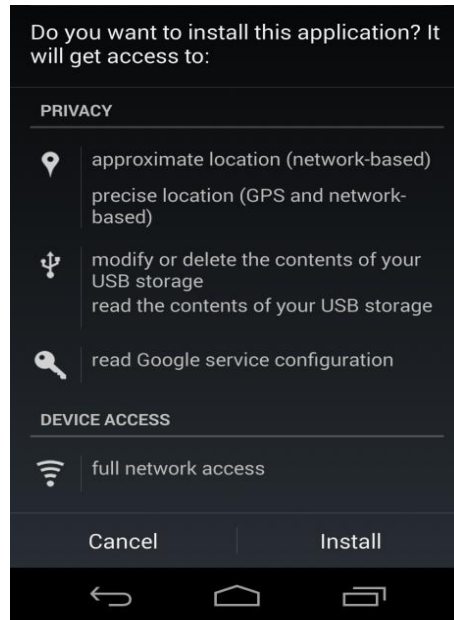 Do you want to install this application? It
will get access to:
PRIVACY
approximate location (network-based)
precise location (GPS and network-
based)
modify or delete the contents of your
USB storage
read the contents of your USB storage
read Google service configuration
DEVICE ACCESS
full network access
Cancel
Install